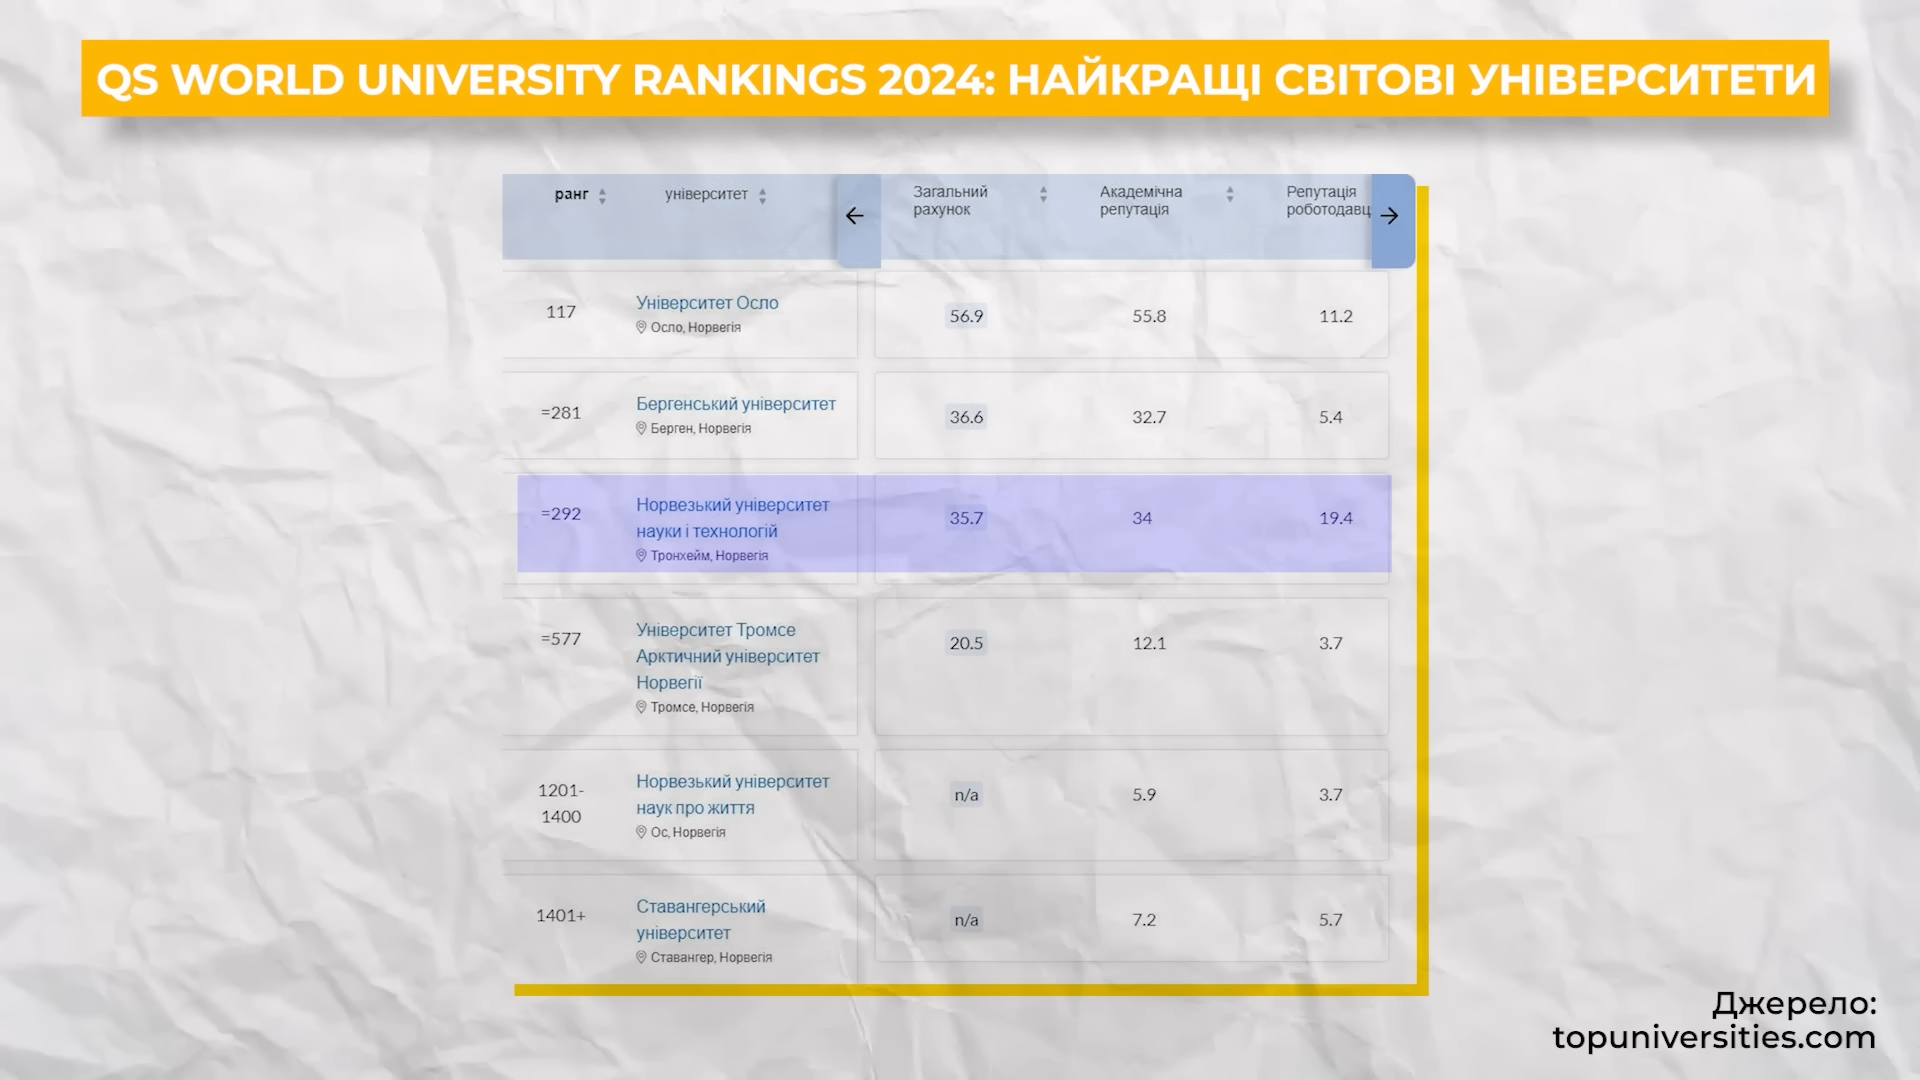 QS WORLD UNIVERSITY RANKINGS 2024: НАЙКРАЩІ СВІТОВІ УНІВЕРСИТЕТИ
ранг університет Загальний рахунок Академічна репутація Репутація роботодавц
117 Університет Осло 56.9 55.8 11.2
Осло, Норвегія
=281 Бергенський університет 36.6 32.7 5.4
Берген, Норвегія
=292 Норвезький університет 35.7 34 19.4
науки і технологій
Тронхейм, Норвегія
=577 Університет Тромсе 20.5 12.1 3.7
Арктичний університет
Норвегії
Тромсе, Норвегія
1201-
1400
Норвезький університет n/a 5.9 3.7
наук про життя
Ос, Норвегія
1401+ Ставангерський n/a 7.2 5.7
університет
Ставангер, Норвегія
Джерело:
topuniversities.com